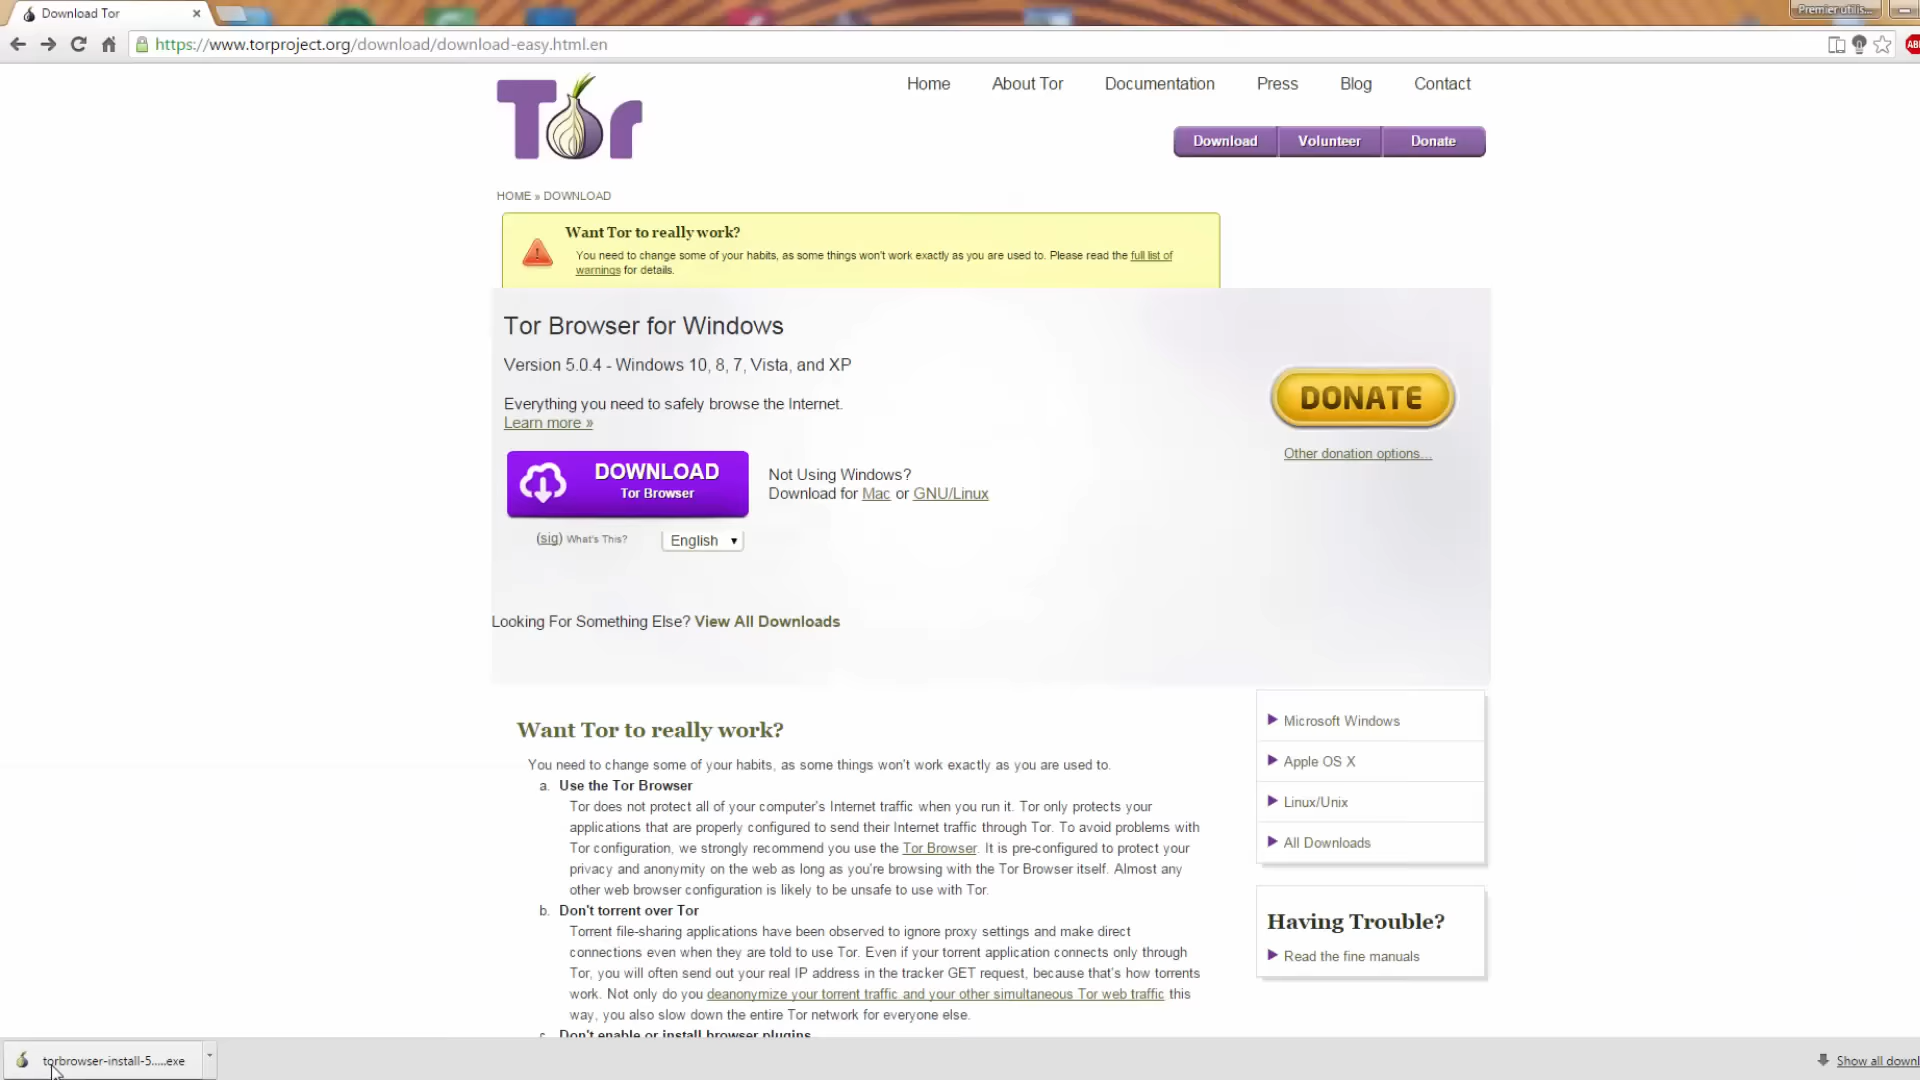 Download Tor
Premier utilis...
https://www.torproject.org/download/download-easy.html.en
Tor
Home
About Tor
Documentation
Press
Blog
Contact
Download
Volunteer
Donate
HOME » DOWNLOAD
Want Tor to really work?
You need to change some of your habits, as some things won't work exactly as you are used to. Please read the full list of
warnings for details.
Tor Browser for Windows
Version 5.0.4 - Windows 10, 8, 7, Vista, and XP
Everything you need to safely browse the Internet.
Learn more »
DONATE
Other donation options...
DOWNLOAD
Tor Browser
Not Using Windows?
Download for Mac or GNU/Linux
(sig) What's This?
English
Looking For Something Else? View All Downloads
Want Tor to really work?
You need to change some of your habits, as some things won't work exactly as you are used to.
a. Use the Tor Browser
Tor does not protect all of your computer's Internet traffic when you run it. Tor only protects your
applications that are properly configured to send their Internet traffic through Tor. To avoid problems with
Tor configuration, we strongly recommend you use the Tor Browser. It is pre-configured to protect your
privacy and anonymity on the web as long as you're browsing with the Tor Browser itself. Almost any
other web browser configuration is likely to be unsafe to use with Tor.
b. Don't torrent over Tor
Torrent file-sharing applications have been observed to ignore proxy settings and make direct
connections even when they are told to use Tor. Even if your torrent application connects only through
Tor, you will often send out your real IP address in the tracker GET request, because that's how torrents
work. Not only do you deanonymize your torrent traffic and your other simultaneous Tor web traffic this
way, you also slow down the entire Tor network for everyone else.
c. Don't enable or install browser plugins
Microsoft Windows
Apple OS X
Linux/Unix
All Downloads
Having Trouble?
Read the fine manuals
torbrowser-install-5.....exe
Show all downl